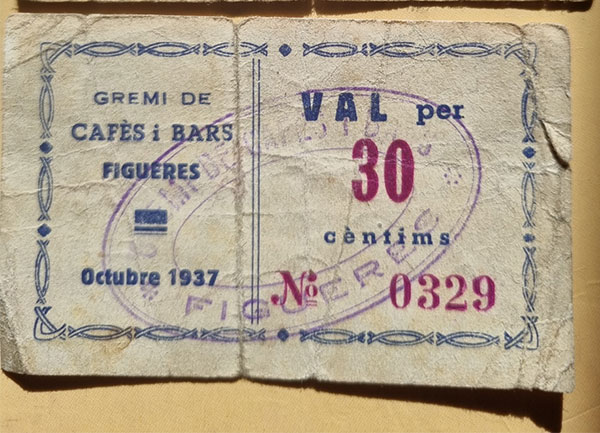 GREMI DE
CAFÈS i BARS
FIGUERES
Octubre 1937
VAL per
30
cèntims
Nº 0329
FIGUERES